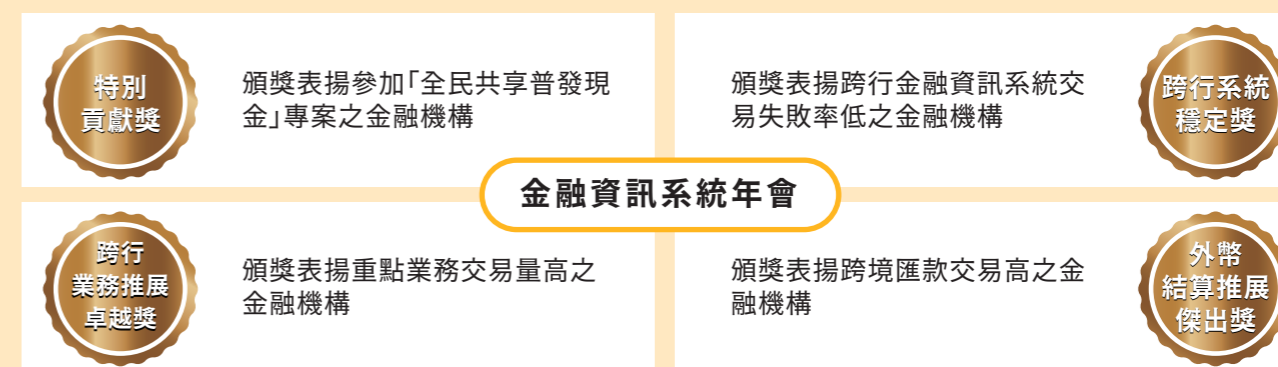 特別
貢獻獎
頒獎表揚參加「全民共享普發現
金」專案之金融機構
頒獎表揚跨行金融資訊系統交
易失敗率低之金融機構
跨行系統
穩定獎
金融資訊系統年會
跨行
業務推展
卓越獎
頒獎表揚重點業務交易量高之
金融機構
頒獎表揚跨境匯款交易高之金
融機構
外幣
結算推展
傑出獎